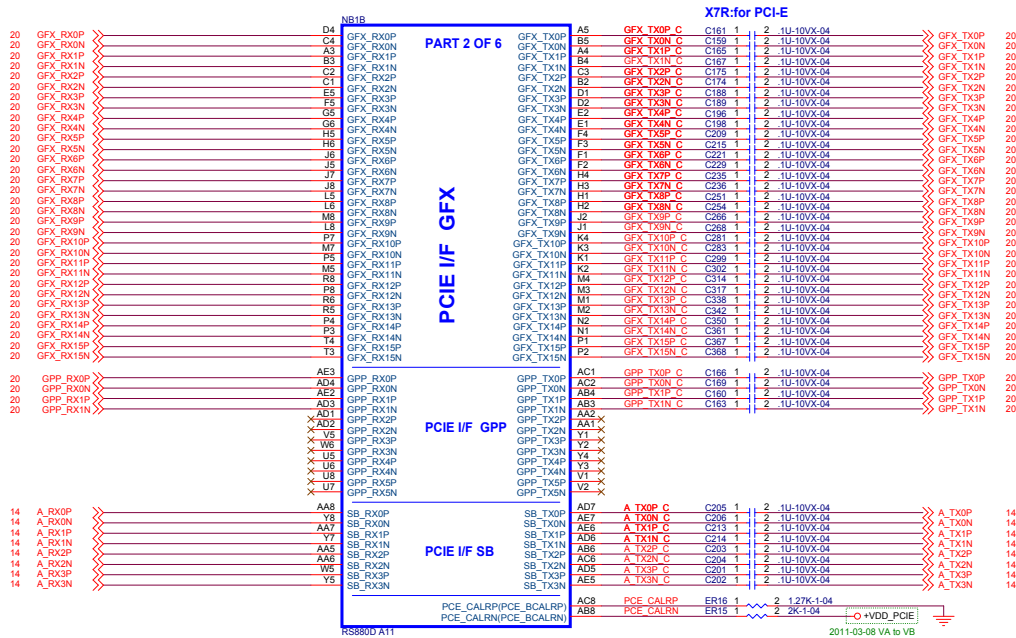 X7R:for PCI-E
NB1B
PART 2 OF 6
20 GFX_RX0P D4 GFX_RX0P GFX_TX0P A5 GFX_TX0P_C C161 1 2 .1U-10VX-04 GFX_TX0P 20
20 GFX_RX0N C4 GFX_RX0N GFX_TX0N B5 GFX_TX0N_C C159 1 2 .1U-10VX-04 GFX_TX0N 20
20 GFX_RX1P A3 GFX_RX1P GFX_TX1P A4 GFX_TX1P_C C165 1 2 .1U-10VX-04 GFX_TX1P 20
20 GFX_RX1N B3 GFX_RX1N GFX_TX1N B4 GFX_TX1N_C C167 1 2 .1U-10VX-04 GFX_TX1N 20
20 GFX_RX2P C2 GFX_RX2P GFX_TX2P C3 GFX_TX2P_C C175 1 2 .1U-10VX-04 GFX_TX2P 20
20 GFX_RX2N C1 GFX_RX2N GFX_TX2N B2 GFX_TX2N_C C174 1 2 .1U-10VX-04 GFX_TX2N 20
20 GFX_RX3P E5 GFX_RX3P GFX_TX3P D1 GFX_TX3P_C C188 1 2 .1U-10VX-04 GFX_TX3P 20
20 GFX_RX3N F5 GFX_RX3N GFX_TX3N D2 GFX_TX3N_C C189 1 2 .1U-10VX-04 GFX_TX3N 20
20 GFX_RX4P G5 GFX_RX4P GFX_TX4P E2 GFX_TX4P_C C196 1 2 .1U-10VX-04 GFX_TX4P 20
20 GFX_RX4N G6 GFX_RX4N GFX_TX4N E1 GFX_TX4N_C C198 1 2 .1U-10VX-04 GFX_TX4N 20
20 GFX_RX5P H5 GFX_RX5P GFX_TX5P F4 GFX_TX5P_C C209 1 2 .1U-10VX-04 GFX_TX5P 20
20 GFX_RX5N H6 GFX_RX5N GFX_TX5N F3 GFX_TX5N_C C215 1 2 .1U-10VX-04 GFX_TX5N 20
20 GFX_RX6P J6 GFX_RX6P GFX_TX6P F1 GFX_TX6P_C C221 1 2 .1U-10VX-04 GFX_TX6P 20
20 GFX_RX6N J5 GFX_RX6N GFX_TX6N F2 GFX_TX6N_C C229 1 2 .1U-10VX-04 GFX_TX6N 20
20 GFX_RX7P J7 GFX_RX7P GFX_TX7P H4 GFX_TX7P_C C235 1 2 .1U-10VX-04 GFX_TX7P 20
20 GFX_RX7N J8 GFX_RX7N GFX_TX7N H3 GFX_TX7N_C C236 1 2 .1U-10VX-04 GFX_TX7N 20
20 GFX_RX8P L5 GFX_RX8P GFX_TX8P H1 GFX_TX8P_C C251 1 2 .1U-10VX-04 GFX_TX8P 20
20 GFX_RX8N L6 GFX_RX8N GFX_TX8N H2 GFX_TX8N_C C254 1 2 .1U-10VX-04 GFX_TX8N 20
20 GFX_RX9P M8 GFX_RX9P GFX_TX9P J2 GFX_TX9P_C C266 1 2 .1U-10VX-04 GFX_TX9P 20
20 GFX_RX9N L8 GFX_RX9N GFX_TX9N J1 GFX_TX9N_C C268 1 2 .1U-10VX-04 GFX_TX9N 20
20 GFX_RX10P P7 GFX_RX10P GFX_TX10P K4 GFX_TX10P_C C281 1 2 .1U-10VX-04 GFX_TX10P 20
20 GFX_RX10N M7 GFX_RX10N GFX_TX10N K3 GFX_TX10N_C C283 1 2 .1U-10VX-04 GFX_TX10N 20
20 GFX_RX11P P5 GFX_RX11P GFX_TX11P K1 GFX_TX11P_C C299 1 2 .1U-10VX-04 GFX_TX11P 20
20 GFX_RX11N M5 GFX_RX11N GFX_TX11N K2 GFX_TX11N_C C302 1 2 .1U-10VX-04 GFX_TX11N 20
20 GFX_RX12P R8 GFX_RX12P GFX_TX12P M4 GFX_TX12P_C C314 1 2 .1U-10VX-04 GFX_TX12P 20
20 GFX_RX12N P8 GFX_RX12N GFX_TX12N M3 GFX_TX12N_C C317 1 2 .1U-10VX-04 GFX_TX12N 20
20 GFX_RX13P R6 GFX_RX13P GFX_TX13P M1 GFX_TX13P_C C338 1 2 .1U-10VX-04 GFX_TX13P 20
20 GFX_RX13N R5 GFX_RX13N GFX_TX13N M2 GFX_TX13N_C C342 1 2 .1U-10VX-04 GFX_TX13N 20
20 GFX_RX14P P4 GFX_RX14P GFX_TX14P N2 GFX_TX14P_C C350 1 2 .1U-10VX-04 GFX_TX14P 20
20 GFX_RX14N P3 GFX_RX14N GFX_TX14N N1 GFX_TX14N_C C361 1 2 .1U-10VX-04 GFX_TX14N 20
20 GFX_RX15P T4 GFX_RX15P GFX_TX15P P1 GFX_TX15P_C C367 1 2 .1U-10VX-04 GFX_TX15P 20
20 GFX_RX15N T3 GFX_RX15N GFX_TX15N P2 GFX_TX15N_C C368 1 2 .1U-10VX-04 GFX_TX15N 20
PCIE I/F GFX
20 GPP_RX0P AE3 GPP_RX0P GPP_TX0P AC1 GPP_TX0P_C C166 1 2 .1U-10VX-04 GPP_TX0P 20
20 GPP_RX0N AD4 GPP_RX0N GPP_TX0N AC2 GPP_TX0N_C C169 1 2 .1U-10VX-04 GPP_TX0N 20
20 GPP_RX1P AE2 GPP_RX1P GPP_TX1P AB4 GPP_TX1P_C C160 1 2 .1U-10VX-04 GPP_TX1P 20
20 GPP_RX1N AD3 GPP_RX1N GPP_TX1N AB3 GPP_TX1N_C C163 1 2 .1U-10VX-04 GPP_TX1N 20
AD1 GPP_RX2P GPP_TX2P AA2
AD2 GPP_RX2N GPP_TX2N AA1
V5 GPP_RX3P GPP_TX3P Y1
W6 GPP_RX3N GPP_TX3N Y2
U5 GPP_RX4P GPP_TX4P Y4
U6 GPP_RX4N GPP_TX4N Y3
U8 GPP_RX5P GPP_TX5P V1
U7 GPP_RX5N GPP_TX5N V2
PCIE I/F GPP
14 A_RX0P AA8 SB_RX0P SB_TX0P AD7 A_TX0P_C C205 1 2 .1U-10VX-04 A_TX0P 14
14 A_RX0N Y8 SB_RX0N SB_TX0N AE7 A_TX0N_C C206 1 2 .1U-10VX-04 A_TX0N 14
14 A_RX1P AA7 SB_RX1P SB_TX1P AE6 A_TX1P_C C213 1 2 .1U-10VX-04 A_TX1P 14
14 A_RX1N Y7 SB_RX1N SB_TX1N AD6 A_TX1N_C C214 1 2 .1U-10VX-04 A_TX1N 14
14 A_RX2P AA5 SB_RX2P SB_TX2P AB6 A_TX2P_C C203 1 2 .1U-10VX-04 A_TX2P 14
14 A_RX2N AA6 SB_RX2N SB_TX2N AC6 A_TX2N_C C204 1 2 .1U-10VX-04 A_TX2N 14
14 A_RX3P W5 SB_RX3P SB_TX3P AD5 A_TX3P_C C201 1 2 .1U-10VX-04 A_TX3P 14
14 A_RX3N Y5 SB_RX3N SB_TX3N AE5 A_TX3N_C C202 1 2 .1U-10VX-04 A_TX3N 14
PCIE I/F SB
PCE_CALRP(PCE_BCALRP) AC8 PCE_CALRP ER16 1 2 1.27K-1-04
PCE_CALRN(PCE_BCALRN) AB8 PCE_CALRN ER15 1 2 2K-1-04 +VDD_PCIE
RS880D A11
2011-03-08 VA to VB